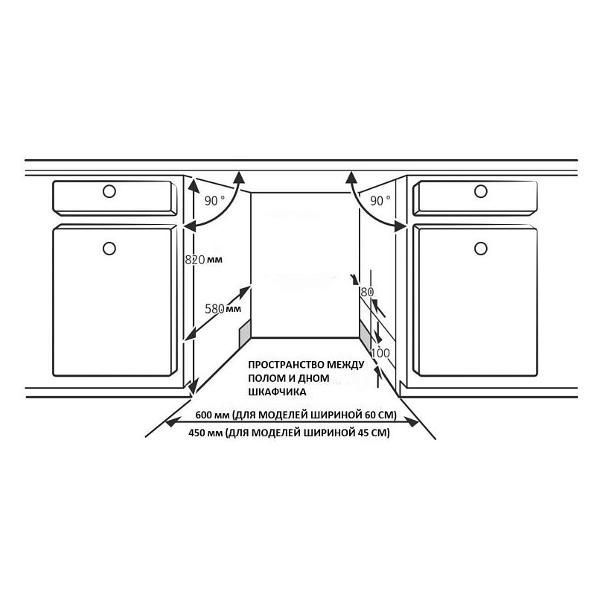 90 °
90 °
820 мм
580 мм
80
100
ПРОСТРАНСТВО МЕЖДУ
ПОЛОМ И ДНОМ
ШКАФЧИКА
600 мм (ДЛЯ МОДЕЛЕЙ ШИРИНОЙ 60 СМ)
450 мм (ДЛЯ МОДЕЛЕЙ ШИРИНОЙ 45 СМ)